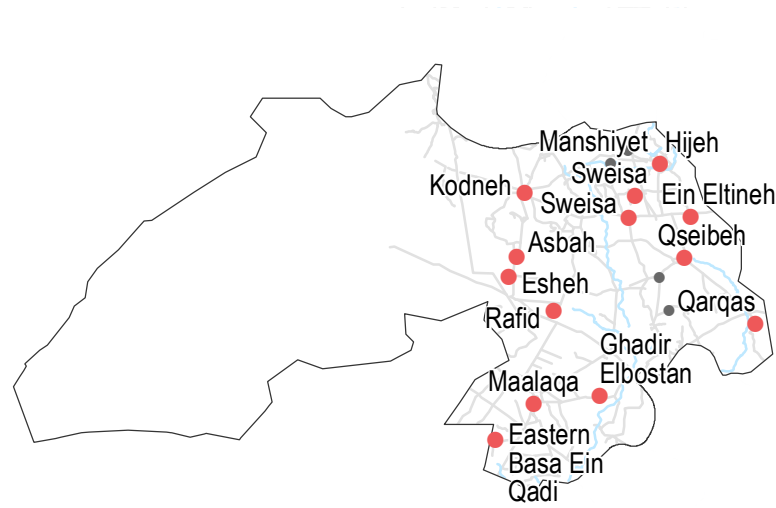 Manshiyet Hijeh
Sweisa
Kodneh
Sweisa
Ein Eltineh
Qseibeh
Asbah
Esheh
Qarqas
Rafid
Ghadir
Elbostan
Maalaqa
Eastern
Basa Ein
Qadi